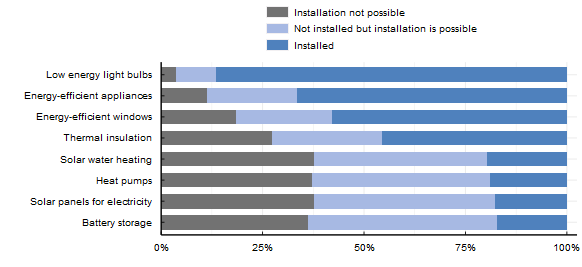 Installation not possible
Not installed but installation is possible
Installed
Low energy light bulbs
Energy-efficient appliances
Energy-efficient windows
Thermal insulation
Solar water heating
Heat pumps
Solar panels for electricity
Battery storage
0% 25% 50% 75% 100%